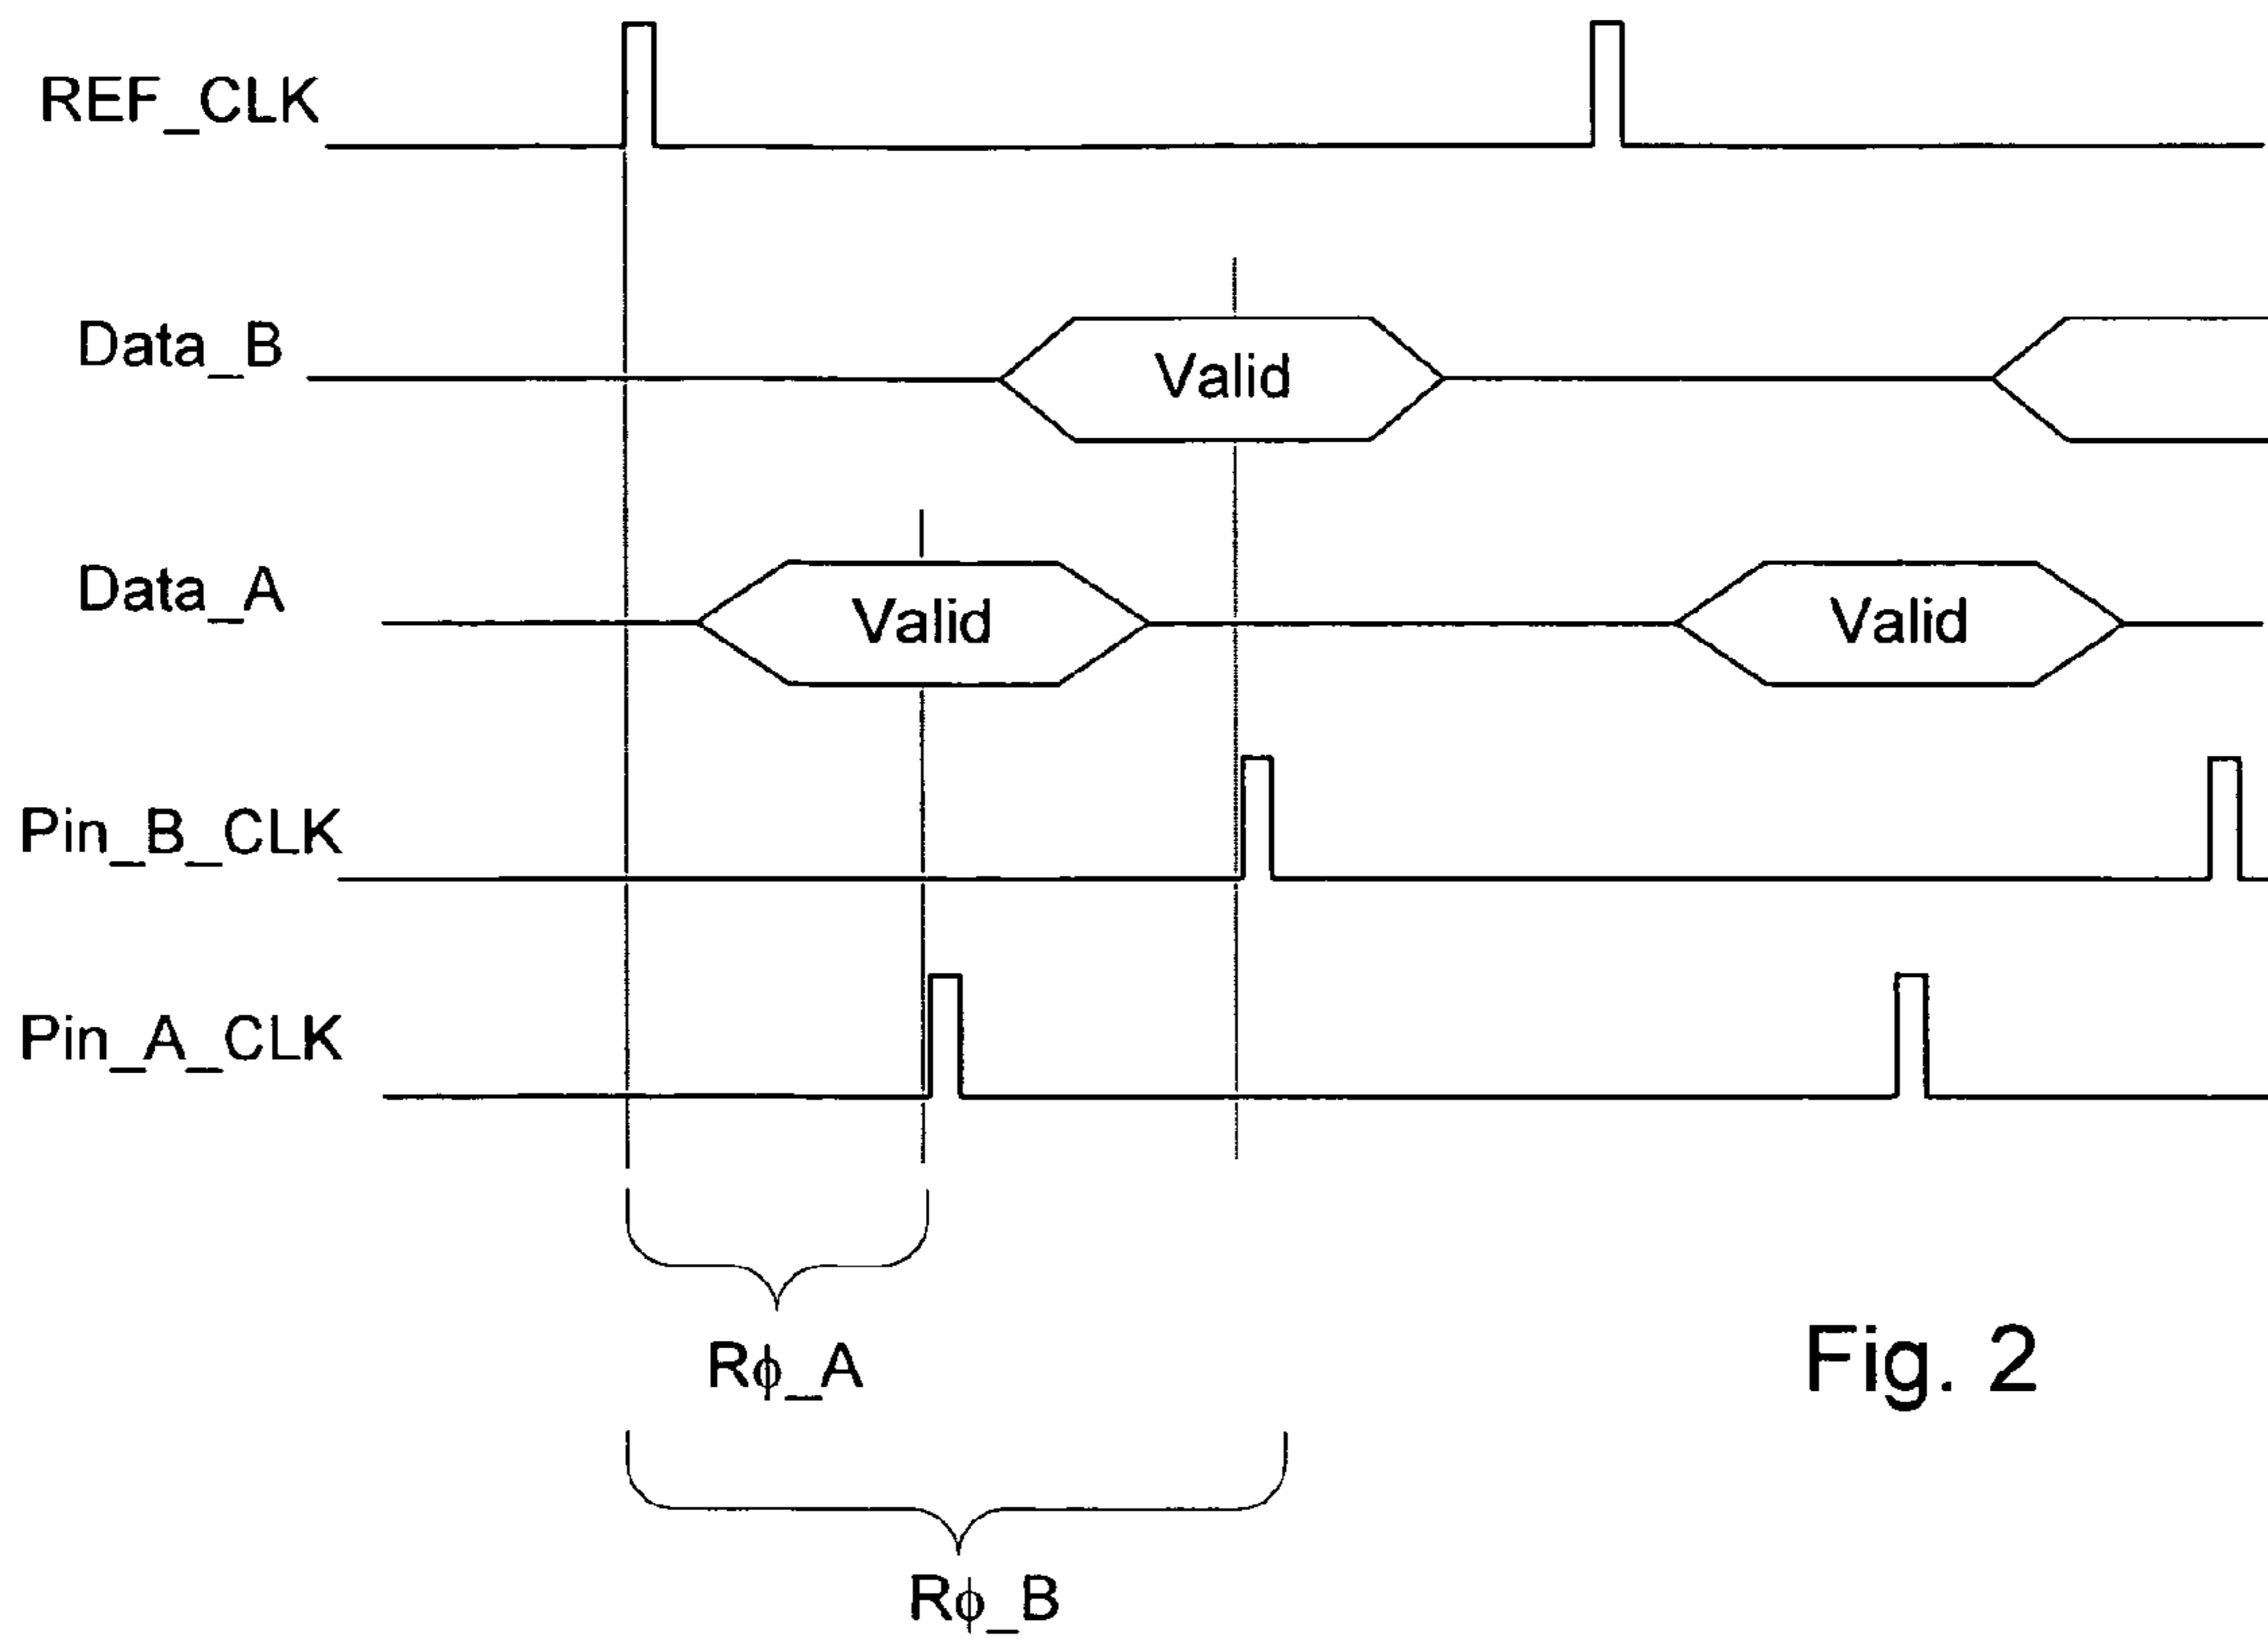 REF_CLK
Data_B
Valid
Data_A
Valid
Valid
Pin_B_CLK
Pin_A_CLK
Rϕ_A
Fig. 2
Rϕ_B